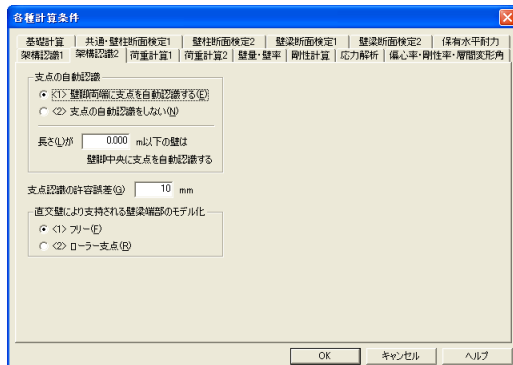 各種計算条件
基礎計算 共通・壁柱断面検定1 壁柱断面検定2 壁梁断面検定1 壁梁断面検定2 保有水平耐力
架構認識1 架構認識2 荷重計算1 荷重計算2 壁量・壁率 剛性計算 応力解析 偏心率・剛性率・層間変形角
支点の自動認識
<1> 壁脚両端に支点を自動認識する(E)
<2> 支点の自動認識をしない(N)
長さ(L)が 0.000 m以下の壁は
壁脚中央に支点を自動認識する
支点認識の許容誤差(G) 10 mm
直交壁により支持される壁梁端部のモデル化
<1> フリー(F)
<2> ローラー支点(R)
OK キャンセル ヘルプ